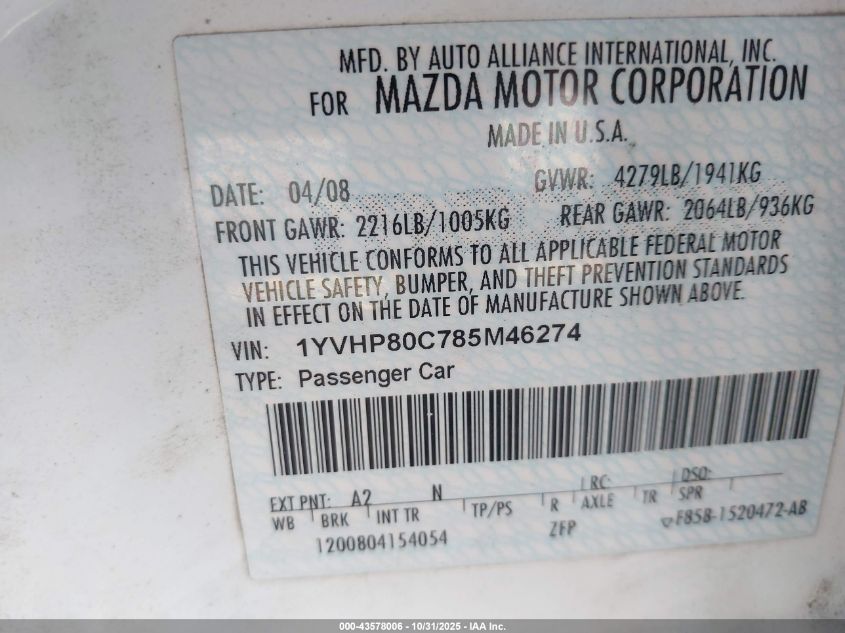 MFD. BY AUTO ALLIANCE INTERNATIONAL, INC.
FOR MAZDA MOTOR CORPORATION
MADE IN U.S.A.
DATE: 04/08 GVWR: 4279LB/1941KG
FRONT GAWR: 2216LB/1005KG REAR GAWR: 2064LB/936KG
THIS VEHICLE CONFORMS TO ALL APPLICABLE FEDERAL MOTOR
VEHICLE SAFETY, BUMPER, AND THEFT PREVENTION STANDARDS
IN EFFECT ON THE DATE OF MANUFACTURE SHOWN ABOVE.
VIN: 1YVHP80C785M46274
TYPE: Passenger Car
EXT PNT: A2 N RC: DSO:
WB BRK INT TR TP/PS R AXLE TR SPR
1200804154054 ZFP F85B-1520472-AB
000-43578006 - 10/31/2025 - IAA Inc.